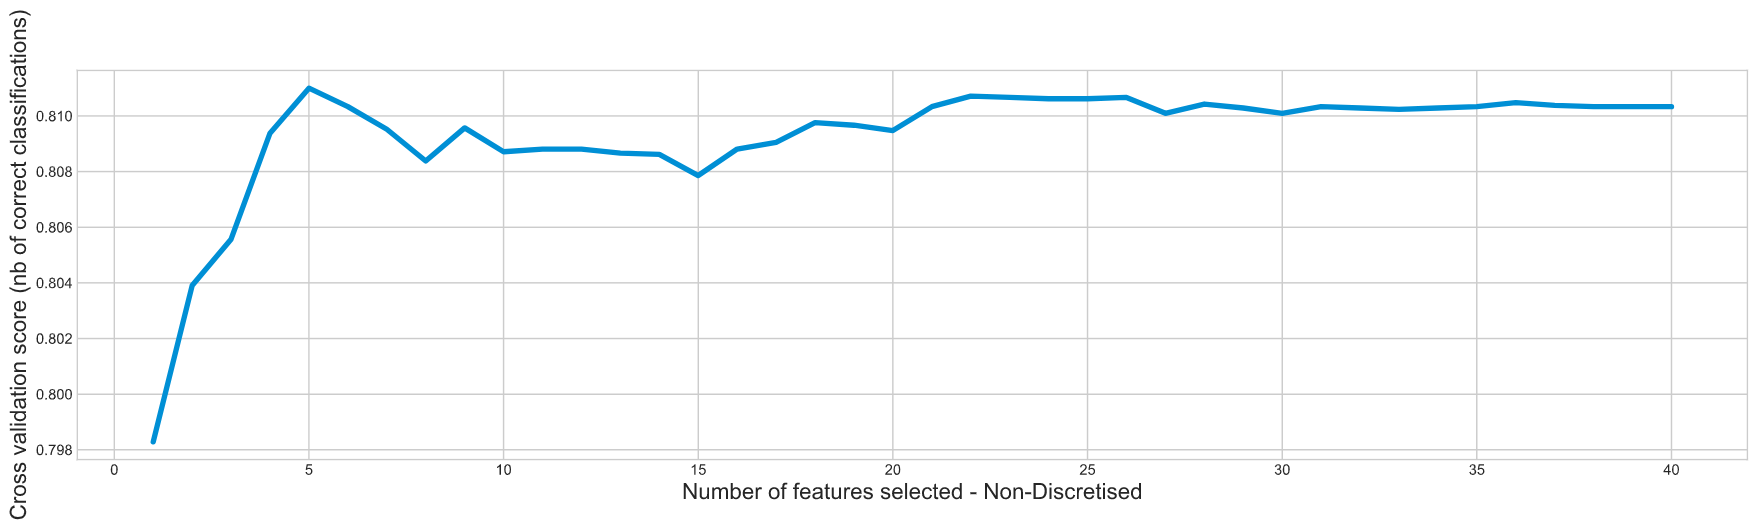 Cross validation score (nb of correct classifications)
0.810
0.808
0.806
0.804
0.802
0.800
0.798
0 5 10 15 20 25 30 35 40
Number of features selected - Non-Discretised